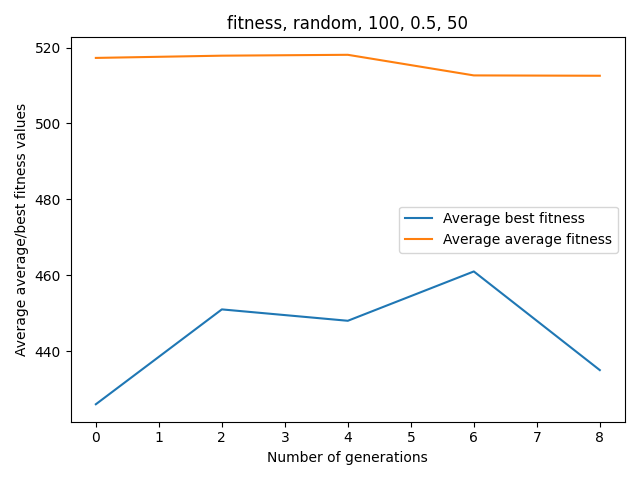 fitness, random, 100, 0.5, 50
Average average/best fitness values
520
500
480
460
440
Average best fitness
Average average fitness
0 1 2 3 4 5 6 7 8
Number of generations